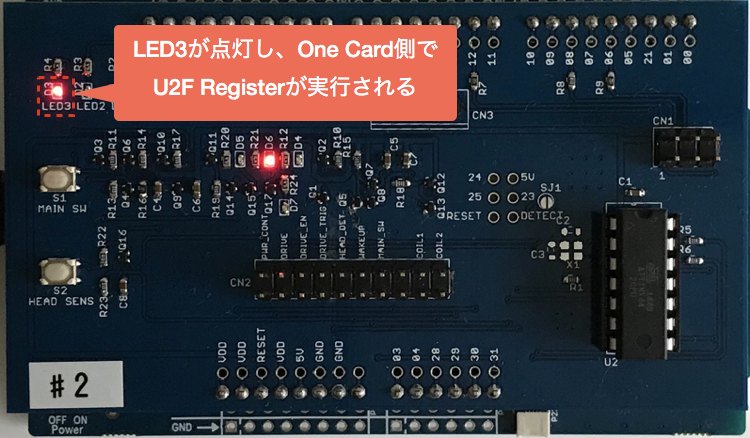 LED3が点灯し、One Card側で
U2F Registerが実行される
12
11
10
09
08
07
06
05
21
01
00
R4
R3
R2
D3
D2
LED3
LED2
R7
R8
R9
CN3
CN1
1
Q3
R11
Q6
R14
Q10
R17
Q11
R20
D5
R21
D6
R12
D4
Q2
R10
R15
Q7
C5
C7
S1
MAIN SW
R13
Q4
R16
C4
Q9
C6
R19
Q15
Q17
R24
D7
C1
Q5
Q8
R18
Q12
Q13
24
5V
25
23
RESET
DETECT
SJ1
C1
C2
C3
X1
R1
R5
R6
U2
PWR_CONT
DRIVE
DRIVE_EN
DRIVE_TRIG
HEAD_DET
WAKEUP
MAIN_SW
COIL1
COIL2
CN2
R22
Q16
S2
HEAD SENS
R23
C8
VDD
VDD
RESET
VDD
5V
GND
GND
03
04
28
29
30
31
#2
OFF ON
Power
GND